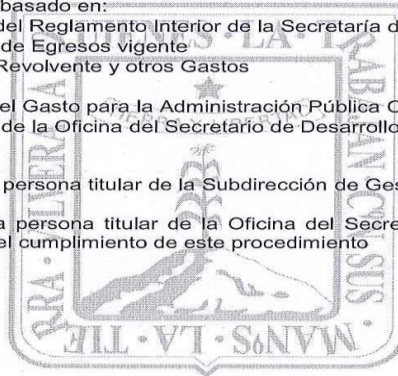 basado en:
del Reglamento Interior de la Secretaría d
de Egresos vigente
Revolvente y otros Gastos
el Gasto para la Administración Pública C
de la Oficina del Secretario de Desarrollo
persona titular de la Subdirección de Ges
a persona titular de la Oficina del Secre
el cumplimiento de este procedimiento